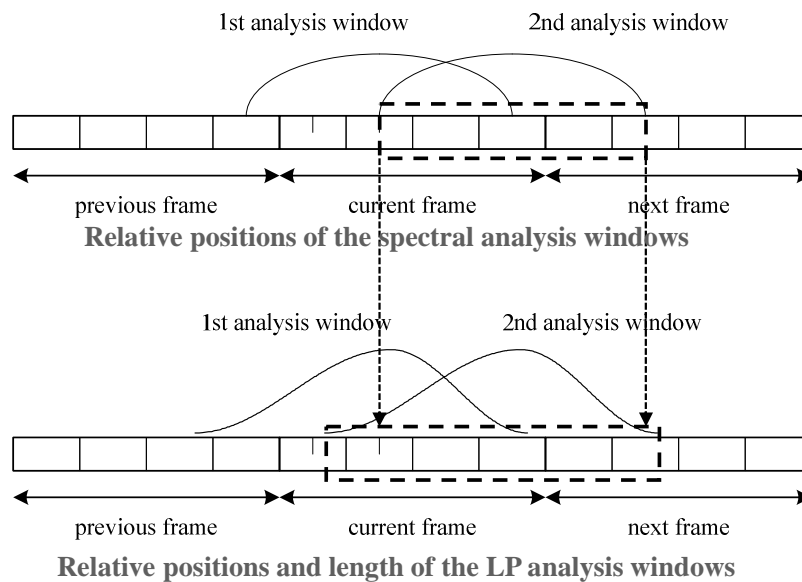 1st analysis window 2nd analysis window
previous frame current frame next frame
Relative positions of the spectral analysis windows
1st analysis window 2nd analysis window
previous frame current frame next frame
Relative positions and length of the LP analysis windows